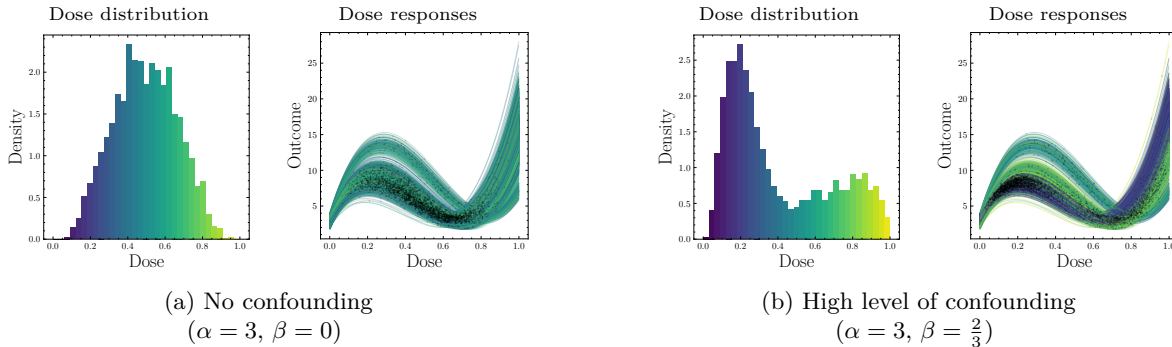 Dose distribution
Dose responses
Dose distribution
Dose responses
Density
2.0
1.5
1.0
0.5
0.0
0.2
0.4
0.6
0.8
1.0
Dose
Outcome
25
20
15
10
5
0.0
0.2
0.4
0.6
0.8
1.0
Dose
Density
2.5
2.0
1.5
1.0
0.5
0.0
0.0
0.2
0.4
0.6
0.8
1.0
Dose
Outcome
25
20
15
10
5
0.0
0.2
0.4
0.6
0.8
1.0
Dose
(a) No confounding
(α = 3, β = 0)
(b) High level of confounding
(α = 3, β = 2/3)